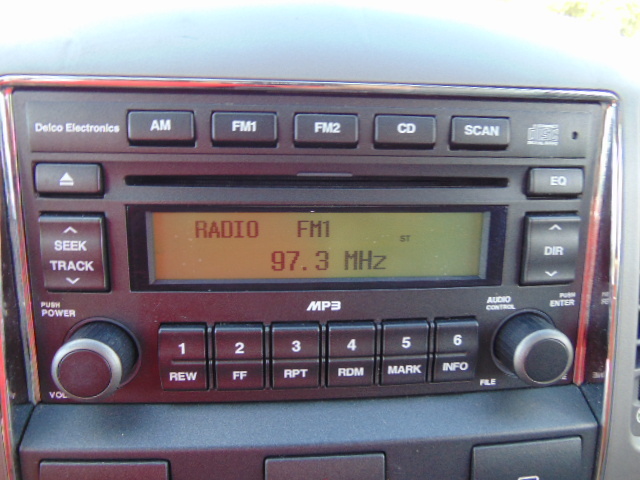 Delco Electronics
AM
FM1
FM2
CD
SCAN
EQ
SEEK
TRACK
RADIO FM1
ST
97.3 MHz
DIR
MP3
PUSH
POWER
AUDIO
CONTROL
PUSH
ENTER
1
REW
2
FF
3
RPT
4
RDM
5
MARK
6
INFO
VOL
FILE